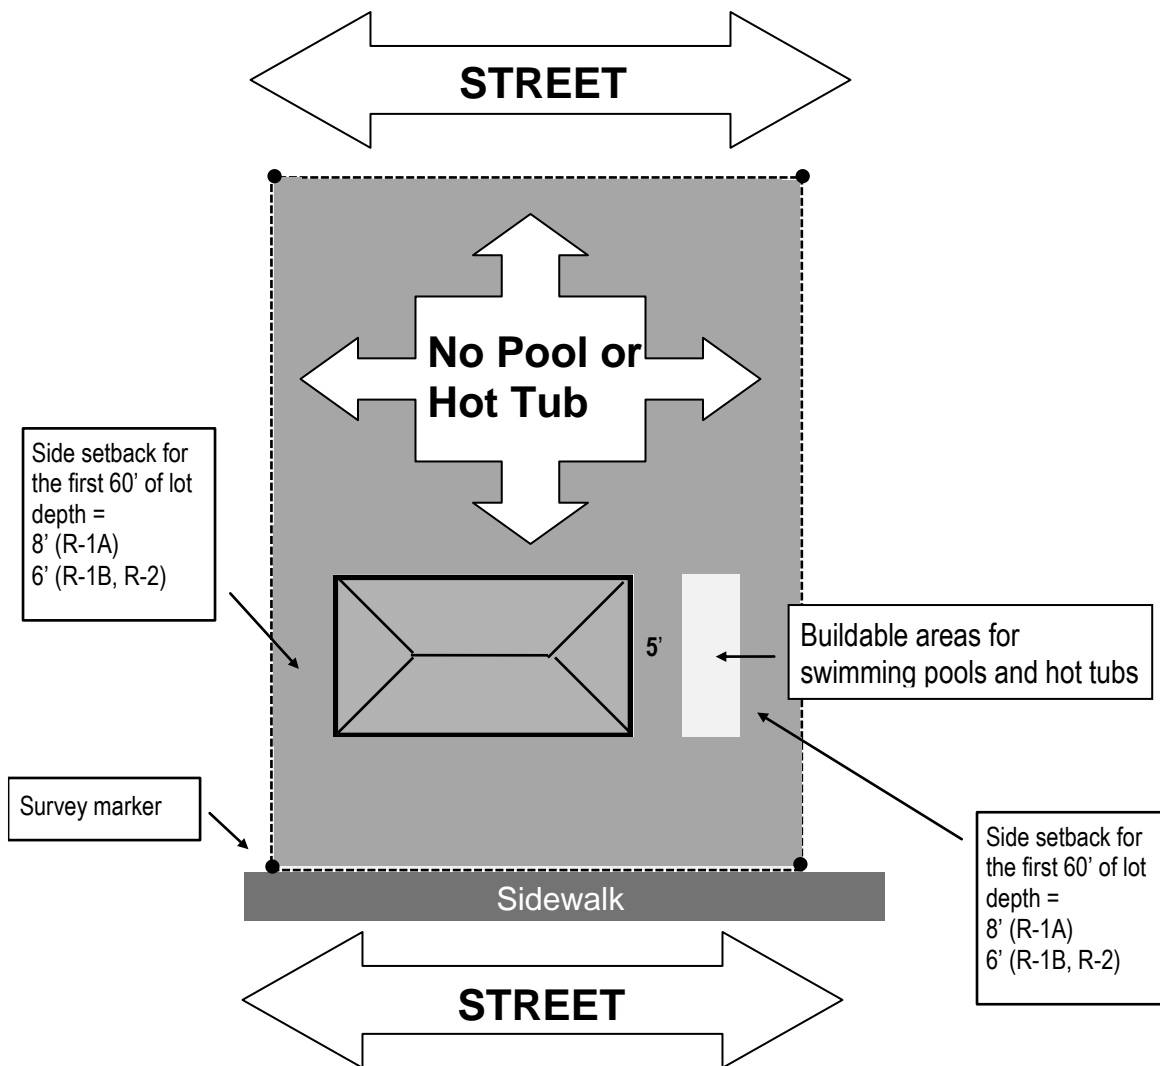 STREET
No Pool or
Hot Tub
Side setback for
the first 60’ of lot
depth =
8’ (R-1A)
6’ (R-1B, R-2)
5’
Buildable areas for
swimming pools and hot tubs
Survey marker
Side setback for
the first 60’ of lot
depth =
8’ (R-1A)
6’ (R-1B, R-2)
Sidewalk
STREET